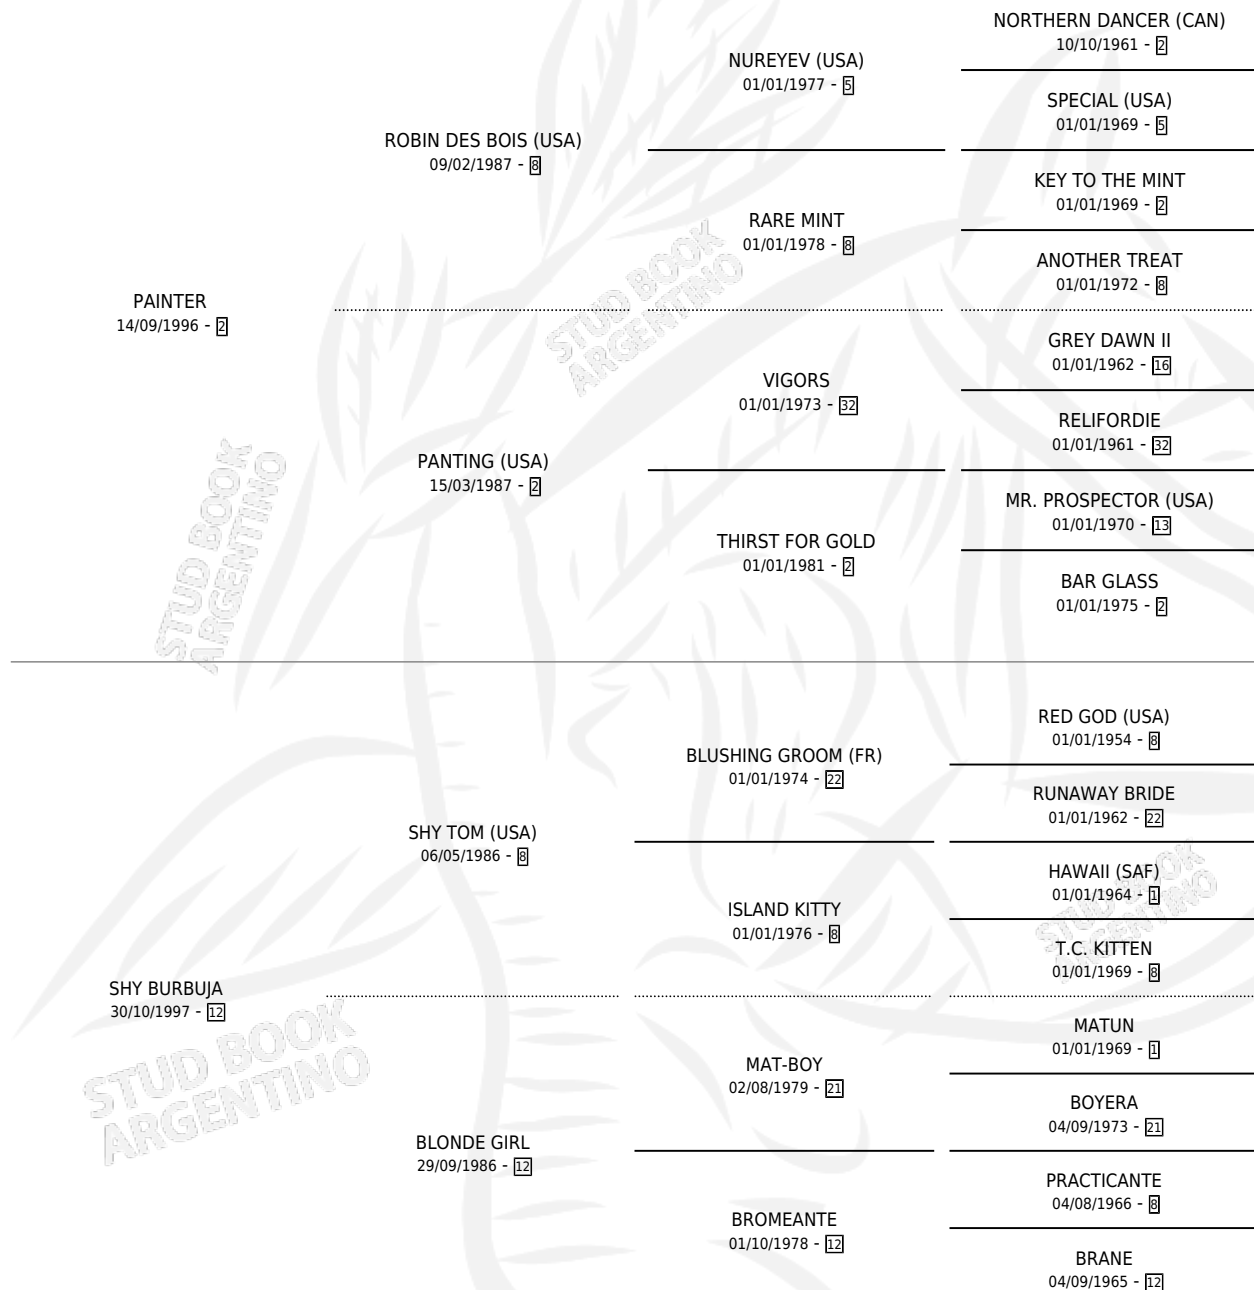 NORTHERN DANCER (CAN)
10/10/1961 - 2
NUREYEV (USA)
01/01/1977 - 5
SPECIAL (USA)
01/01/1969 - 5
ROBIN DES BOIS (USA)
09/02/1987 - 8
KEY TO THE MINT
01/01/1969 - 2
RARE MINT
01/01/1978 - 8
ANOTHER TREAT
01/01/1972 - 8
PAINTER
14/09/1996 - 2
GREY DAWN II
01/01/1962 - 16
VIGORS
01/01/1973 - 32
RELIFORDIE
01/01/1961 - 32
PANTING (USA)
15/03/1987 - 2
MR. PROSPECTOR (USA)
01/01/1970 - 13
THIRST FOR GOLD
01/01/1981 - 2
BAR GLASS
01/01/1975 - 2
RED GOD (USA)
01/01/1954 - 8
BLUSHING GROOM (FR)
01/01/1974 - 22
RUNAWAY BRIDE
01/01/1962 - 22
SHY TOM (USA)
06/05/1986 - 8
HAWAII (SAF)
01/01/1964 - 1
ISLAND KITTY
01/01/1976 - 8
T.C. KITTEN
01/01/1969 - 8
SHY BURBUJA
30/10/1997 - 12
MATUN
01/01/1969 - 1
MAT-BOY
02/08/1979 - 21
BOYERA
04/09/1973 - 21
BLONDE GIRL
29/09/1986 - 12
PRACTICANTE
04/08/1966 - 8
BROMEANTE
01/10/1978 - 12
BRANE
04/09/1965 - 12
STUD BOOK
ARGENTINO
STUD BOOK
ARGENTINO
STUD BOOK
ARGENTINO
STUD BOOK
ARGENTINO